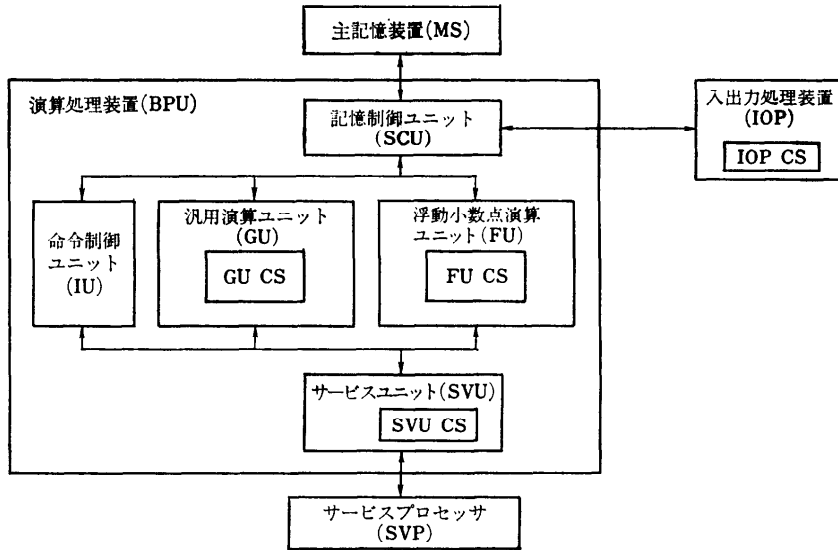 主記憶装置(MS)
演算処理装置(BPU)
記憶制御ユニット
(SCU)
入出力処理装置
(IOP)
IOP CS
命令制御
ユニット
(IU)
汎用演算ユニット
(GU)
GU CS
浮動小数点演算
ユニット(FU)
FU CS
サービスユニット(SVU)
SVU CS
サービスプロセッサ
(SVP)